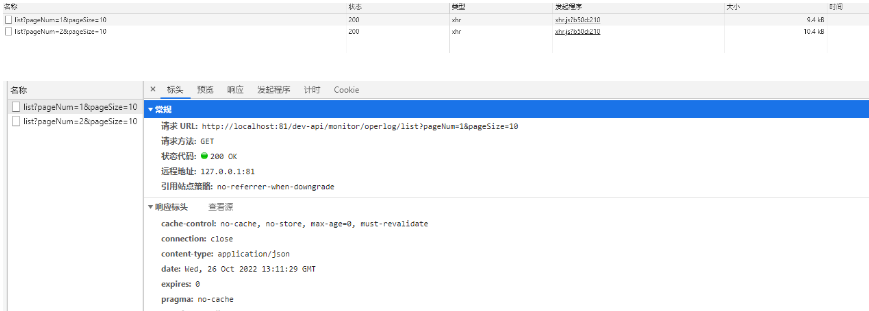 名称 状态 类型 发起程序 大小 时间
list?pageNum=1&pageSize=10 200 xhr xhr.js?b50d:210 9.4 kB
list?pageNum=2&pageSize=10 200 xhr xhr.js?b50d:210 10.4 kB
名称 × 标头 预览 响应 发起程序 计时 Cookie
list?pageNum=1&pageSize=10
list?pageNum=2&pageSize=10
▼常规
请求 URL: http://localhost:81/dev-api/monitor/operlog/list?pageNum=1&pageSize=10
请求方法: GET
状态代码: 200 OK
远程地址: 127.0.0.1:81
引用站点策略: no-referrer-when-downgrade
▼响应标头 查看源
cache-control: no-cache, no-store, max-age=0, must-revalidate
connection: close
content-type: application/json
date: Wed, 26 Oct 2022 13:11:29 GMT
expires: 0
pragma: no-cache